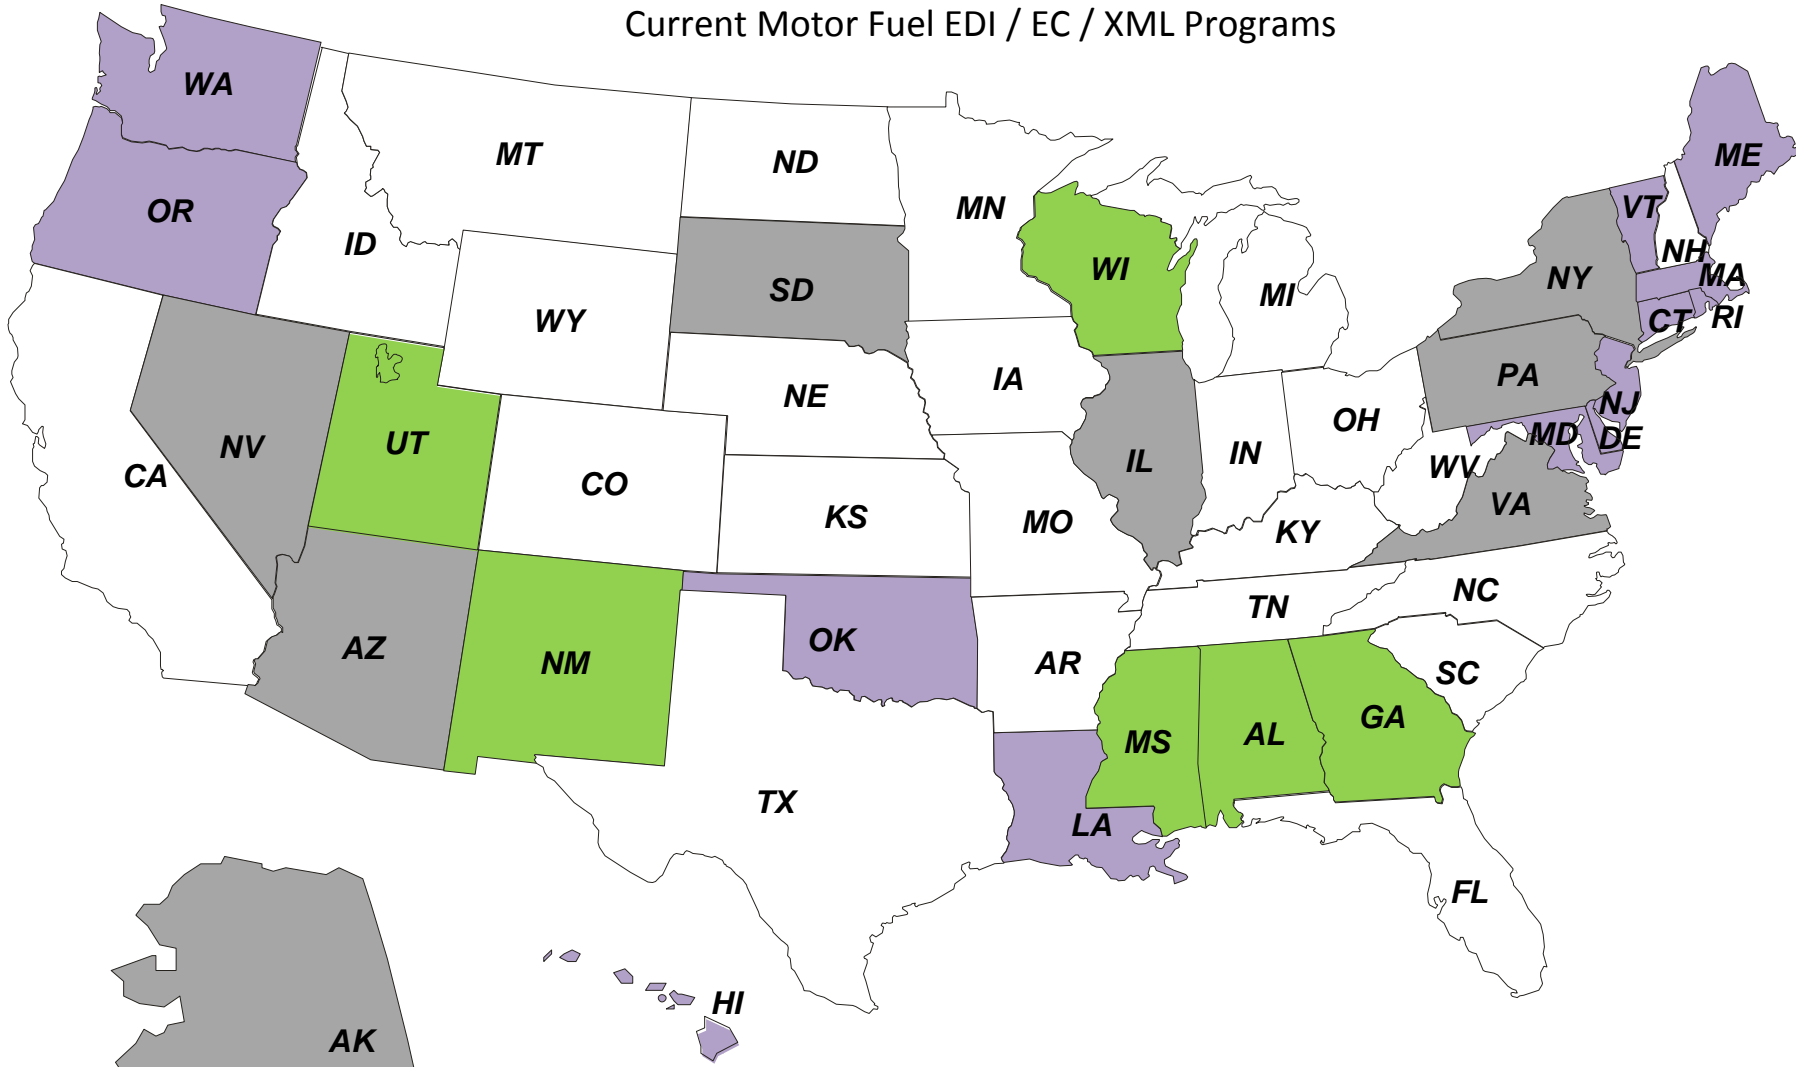 Current Motor Fuel EDI / EC / XML Programs
WA
MT
ND
ME
OR
MN
VT
ID
NH
WI
NY
MA
SD
MI
WY
CT
RI
IA
PA
NE
NJ
OH
UT
NV
MD
DE
CA
CO
IL
IN
WV
KS
MO
KY
VA
NC
TN
AZ
OK
NM
AR
SC
GA
MS
AL
TX
LA
FL
HI
AK